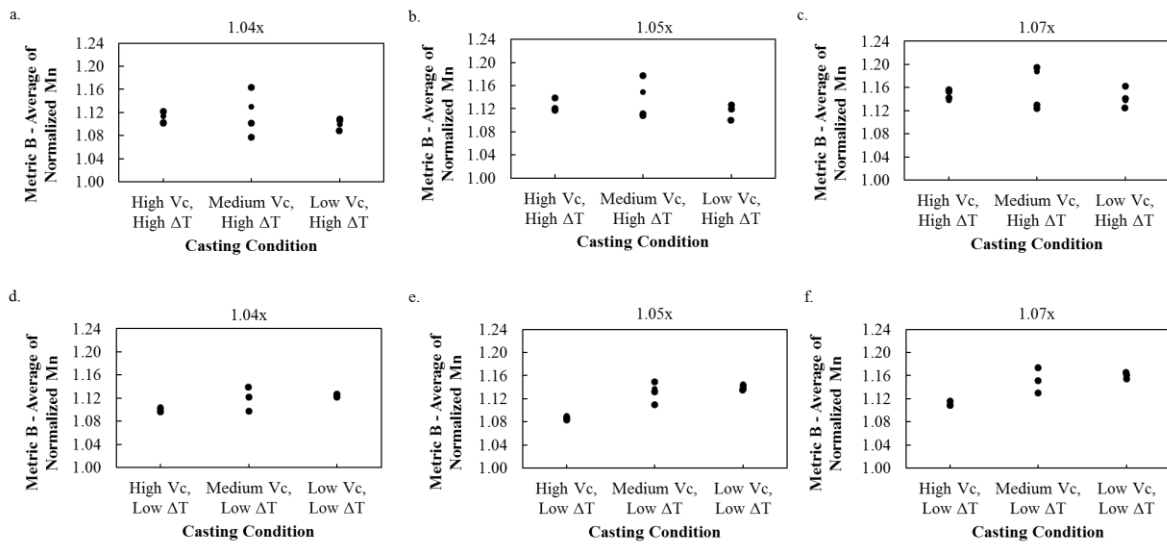 a.
1.04x
Metric B - Average of
Normalized Mn
1.24
1.20
1.16
1.12
1.08
1.04
1.00
High Vc, Medium Vc, Low Vc,
High ΔT High ΔT High ΔT
Casting Condition
b.
1.05x
Metric B - Average of
Normalized Mn
1.24
1.20
1.16
1.12
1.08
1.04
1.00
High Vc, Medium Vc, Low Vc,
High ΔT High ΔT High ΔT
Casting Condition
c.
1.07x
Metric B - Average of
Normalized Mn
1.24
1.20
1.16
1.12
1.08
1.04
1.00
High Vc, Medium Vc, Low Vc,
High ΔT High ΔT High ΔT
Casting Condition
d.
1.04x
Metric B - Average of
Normalized Mn
1.24
1.20
1.16
1.12
1.08
1.04
1.00
High Vc, Medium Vc, Low Vc,
Low ΔT Low ΔT Low ΔT
Casting Condition
e.
1.05x
Metric B - Average of
Normalized Mn
1.24
1.20
1.16
1.12
1.08
1.04
1.00
High Vc, Medium Vc, Low Vc,
Low ΔT Low ΔT Low ΔT
Casting Condition
f.
1.07x
Metric B - Average of
Normalized Mn
1.24
1.20
1.16
1.12
1.08
1.04
1.00
High Vc, Medium Vc, Low Vc,
Low ΔT Low ΔT Low ΔT
Casting Condition